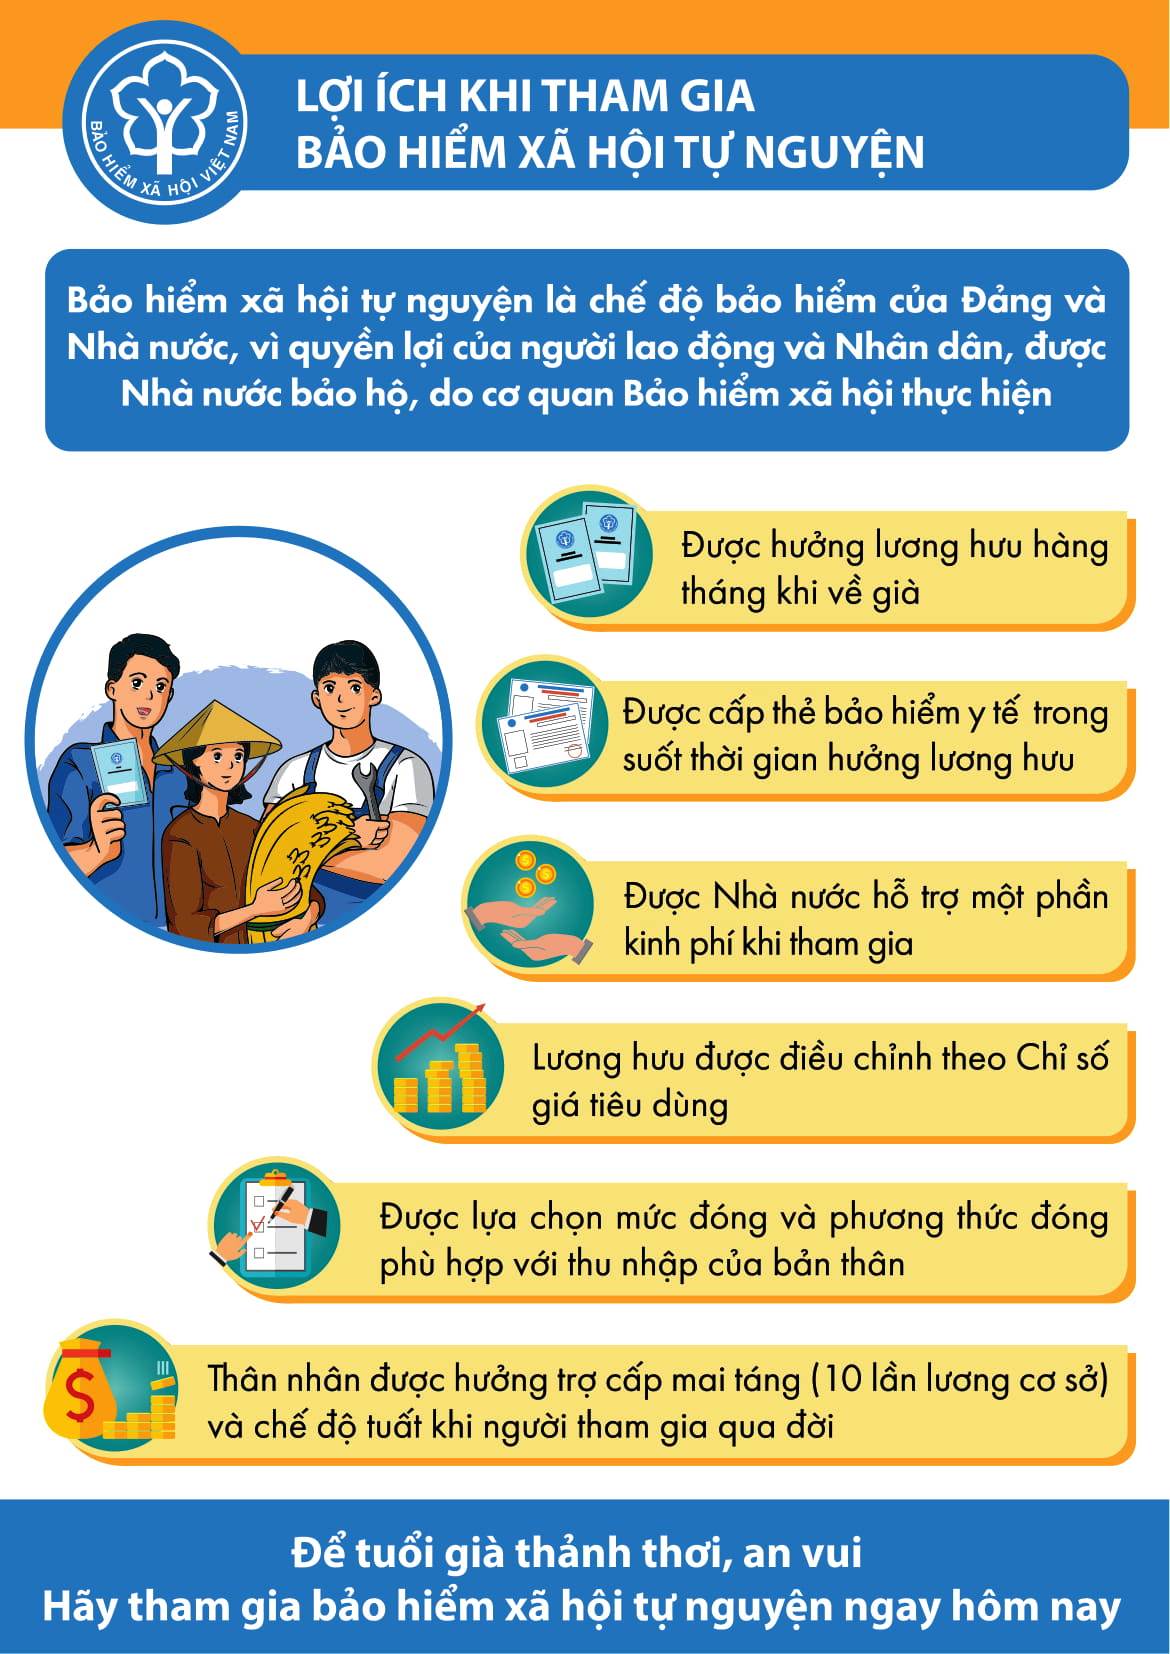 BẢO HIỂM XÃ HỘI VIỆT NAM
LỢI ÍCH KHI THAM GIA
BẢO HIỂM XÃ HỘI TỰ NGUYỆN
Bảo hiểm xã hội tự nguyện là chế độ bảo hiểm của Đảng và
Nhà nước, vì quyền lợi của người lao động và Nhân dân, được
Nhà nước bảo hộ, do cơ quan Bảo hiểm xã hội thực hiện
Được hưởng lương hưu hàng
tháng khi về già
Được cấp thẻ bảo hiểm y tế trong
suốt thời gian hưởng lương hưu
Được Nhà nước hỗ trợ một phần
kinh phí khi tham gia
Lương hưu được điều chỉnh theo Chỉ số
giá tiêu dùng
Được lựa chọn mức đóng và phương thức đóng
phù hợp với thu nhập của bản thân
Thân nhân được hưởng trợ cấp mai táng (10 lần lương cơ sở)
và chế độ tuất khi người tham gia qua đời
Để tuổi già thảnh thơi, an vui
Hãy tham gia bảo hiểm xã hội tự nguyện ngay hôm nay